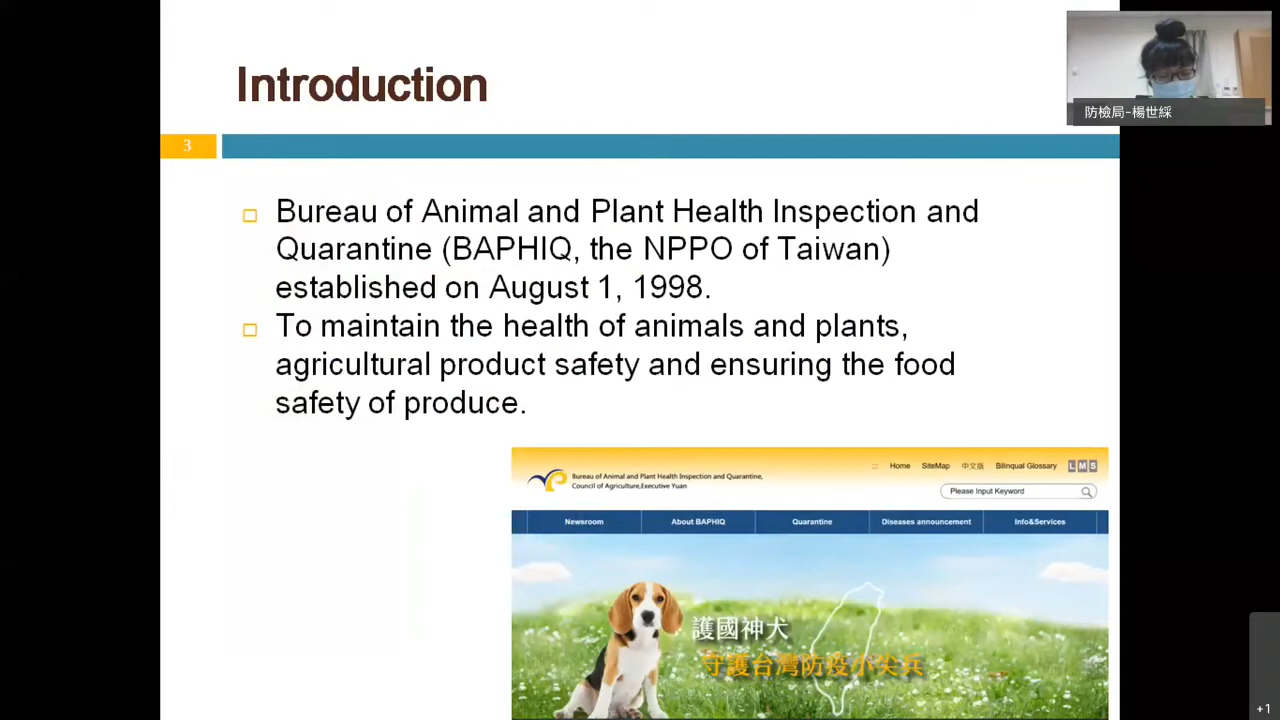 Introduction
防檢局-楊世綵
3
Bureau of Animal and Plant Health Inspection and
Quarantine (BAPHIQ, the NPPO of Taiwan)
established on August 1, 1998.
To maintain the health of animals and plants,
agricultural product safety and ensuring the food
safety of produce.
Bureau of Animal and Plant Health Inspection and Quarantine,
Council of Agriculture,Executive Yuan
::: Home SiteMap 中文版 Bilingual Glossary L M S
Please Input Keyword
Newsroom About BAPHIQ Quarantine Diseases announcement Info&Services
護國神犬
守護台灣防疫小尖兵
+1